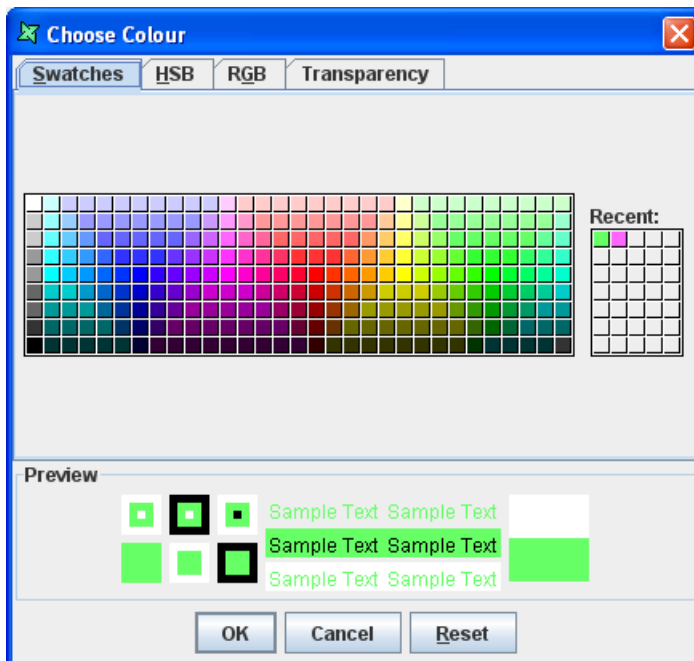 Choose Colour
Swatches HSB RGB Transparency
Recent:
Preview
Sample Text Sample Text
Sample Text Sample Text
Sample Text Sample Text
OK Cancel Reset